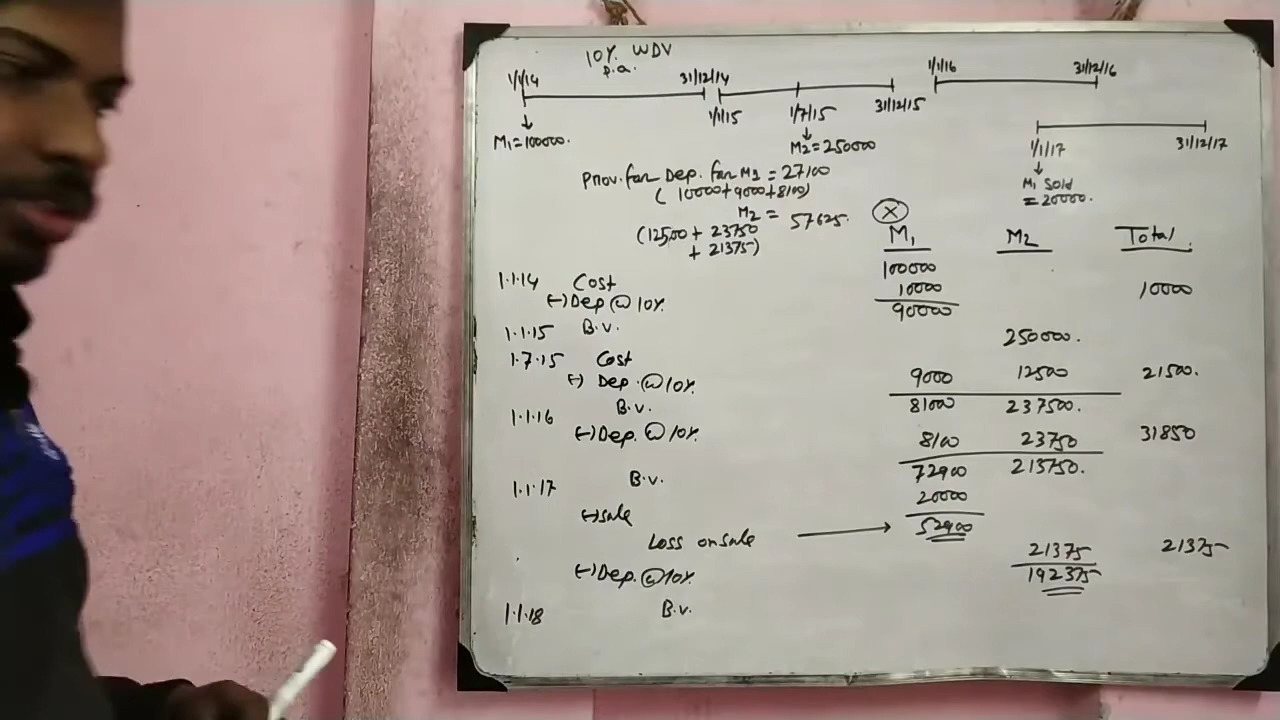 10% WDV
p.a.
1/1/14 31/12/14 1/1/16 31/12/16
1/1/15 1/7/15 31/12/15
M1=100000. M2=250000
1/1/17 31/12/17
M1 Sold
= 20000.
Prov. for Dep. for M1 = 27100
(10000+9000+8100)
M2 = 57625.
(12500 + 23750
+ 21375)
X
M1 M2 Total
1.1.14 Cost 100000
(-) Dep @ 10% 10000 10000
1.1.15 B.V. 90000
1.7.15 Cost 250000.
(-) Dep. @ 10% 9000 12500 21500.
1.1.16 B.V. 81000 237500.
(-) Dep. @ 10% 8100 23750 31850
1.1.17 B.V. 72900 213750.
(-) Sale 20000
Loss on sale 52900
(-) Dep. @ 10% 21375 21375
1.1.18 B.V. 192375